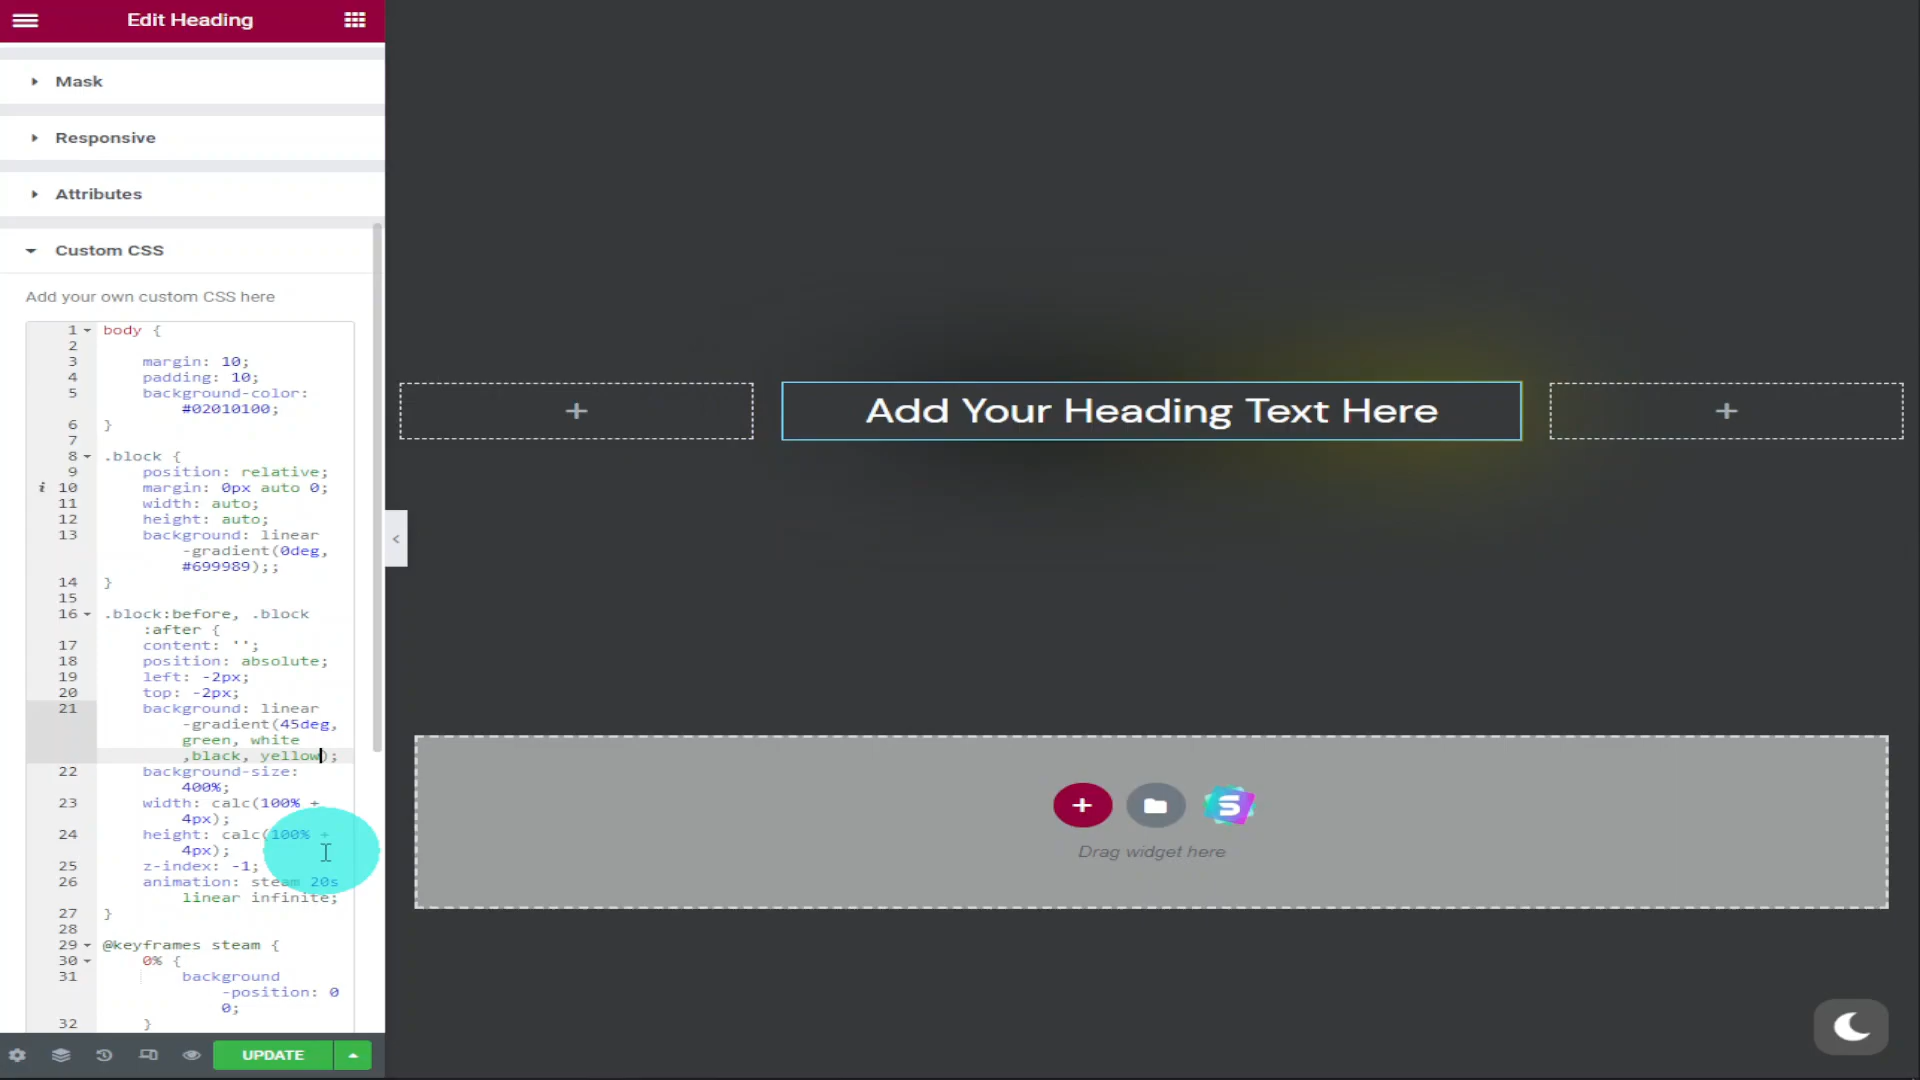 Edit Heading
Mask
Responsive
Attributes
Custom CSS
Add your own custom CSS here
1 body {
2
3 margin: 10;
4 padding: 10;
5 background-color:
#02010100;
6 }
7
8 .block {
9 position: relative;
i 10 margin: 0px auto 0;
11 width: auto;
12 height: auto;
13 background: linear
-gradient(0deg,
#699989);;
14 }
15
16 .block:before, .block
:after {
17 content: '';
18 position: absolute;
19 left: -2px;
20 top: -2px;
21 background: linear
-gradient(45deg,
green, white
,black, yellow);
22 background-size:
400%;
23 width: calc(100% +
4px);
24 height: calc(100% +
4px);
25 z-index: -1;
26 animation: steam 20s
linear infinite;
27 }
28
29 @keyframes steam {
30 0% {
31 background
-position: 0
0;
32 }
UPDATE
+
Add Your Heading Text Here
+
<
+
S
Drag widget here